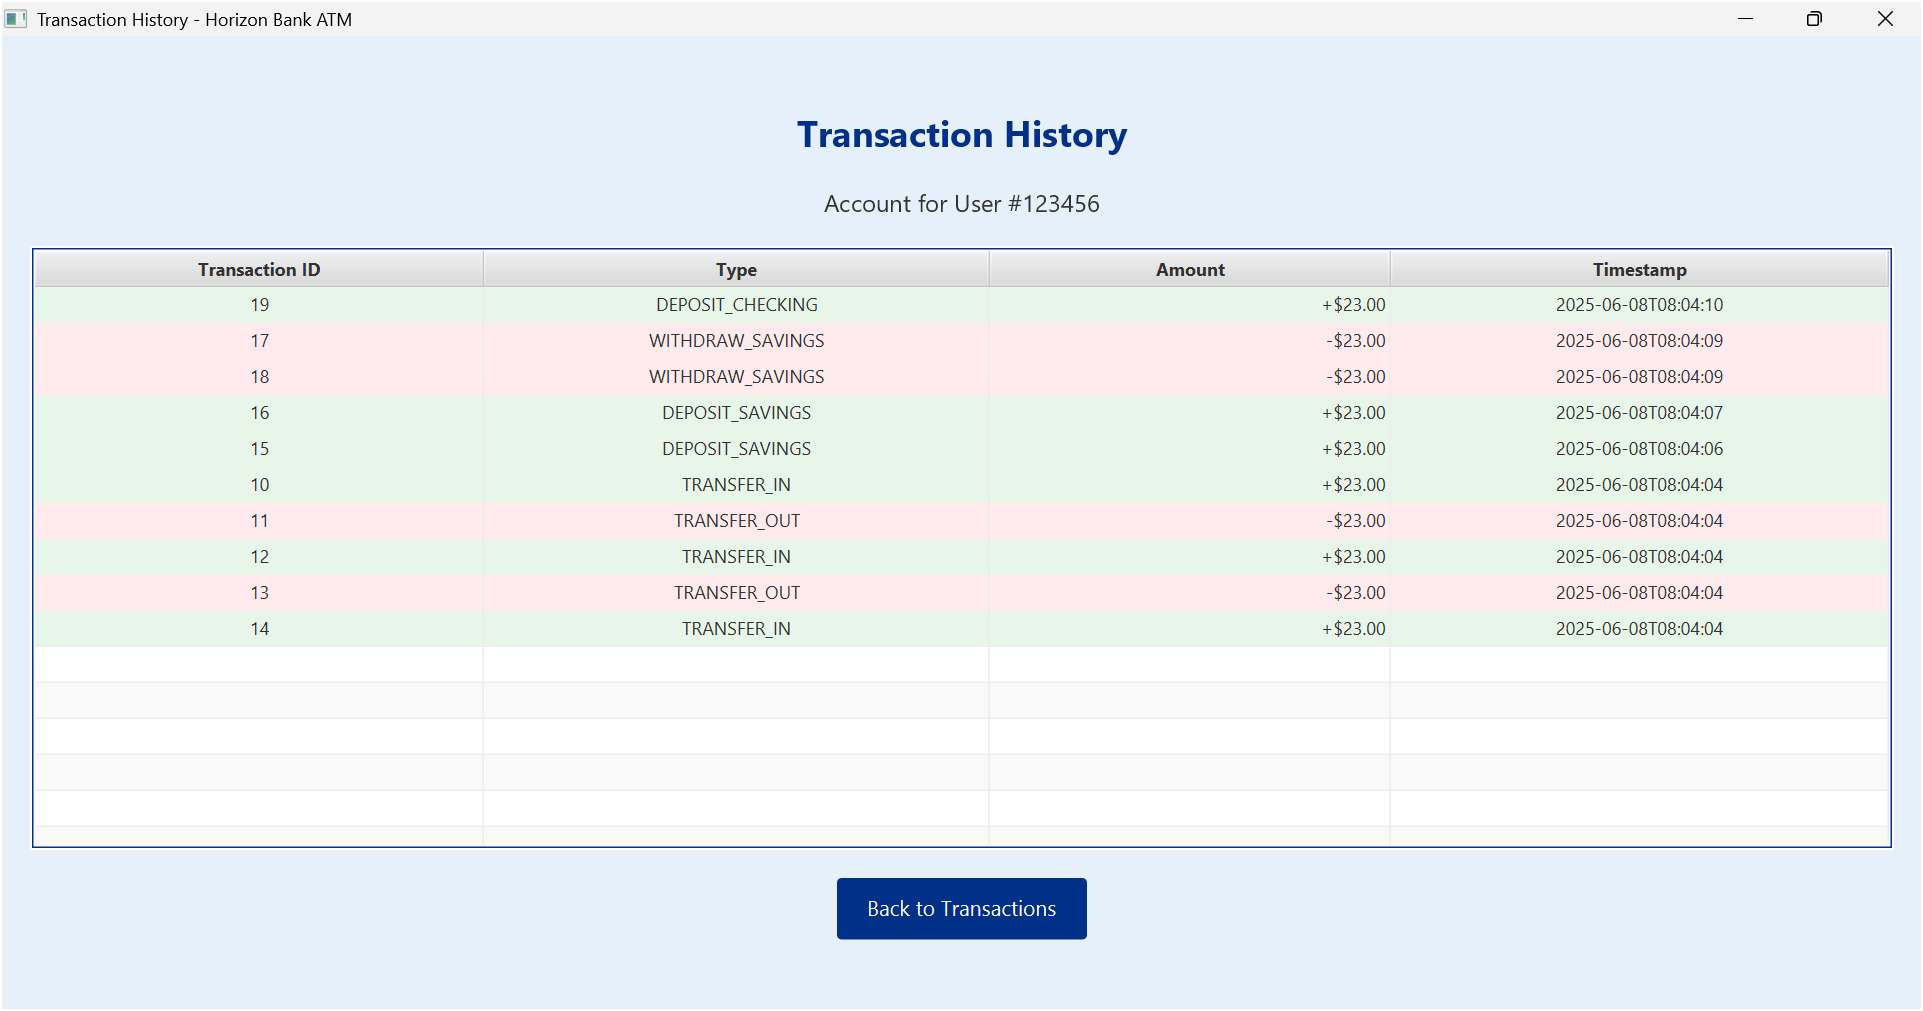 Transaction History - Horizon Bank ATM
Transaction History
Account for User #123456
Transaction ID Type Amount Timestamp
19 DEPOSIT_CHECKING +$23.00 2025-06-08T08:04:10
17 WITHDRAW_SAVINGS -$23.00 2025-06-08T08:04:09
18 WITHDRAW_SAVINGS -$23.00 2025-06-08T08:04:09
16 DEPOSIT_SAVINGS +$23.00 2025-06-08T08:04:07
15 DEPOSIT_SAVINGS +$23.00 2025-06-08T08:04:06
10 TRANSFER_IN +$23.00 2025-06-08T08:04:04
11 TRANSFER_OUT -$23.00 2025-06-08T08:04:04
12 TRANSFER_IN +$23.00 2025-06-08T08:04:04
13 TRANSFER_OUT -$23.00 2025-06-08T08:04:04
14 TRANSFER_IN +$23.00 2025-06-08T08:04:04
Back to Transactions